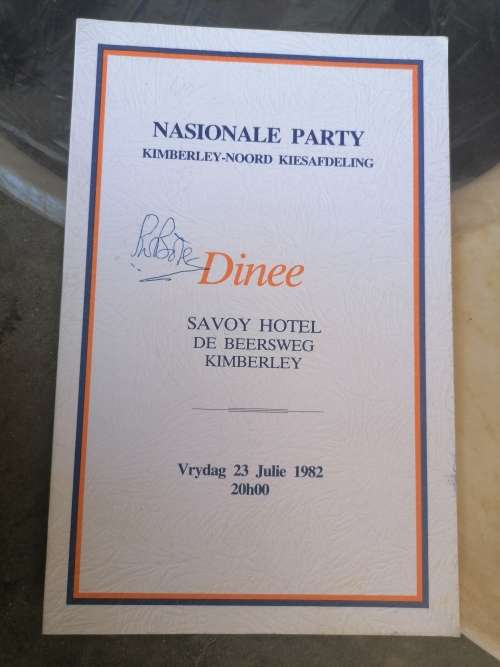 NASIONALE PARTY
KIMBERLEY-NOORD KIESAFDELING
Dinee
SAVOY HOTEL
DE BEERSWEG
KIMBERLEY
Vrydag 23 Julie 1982
20h00